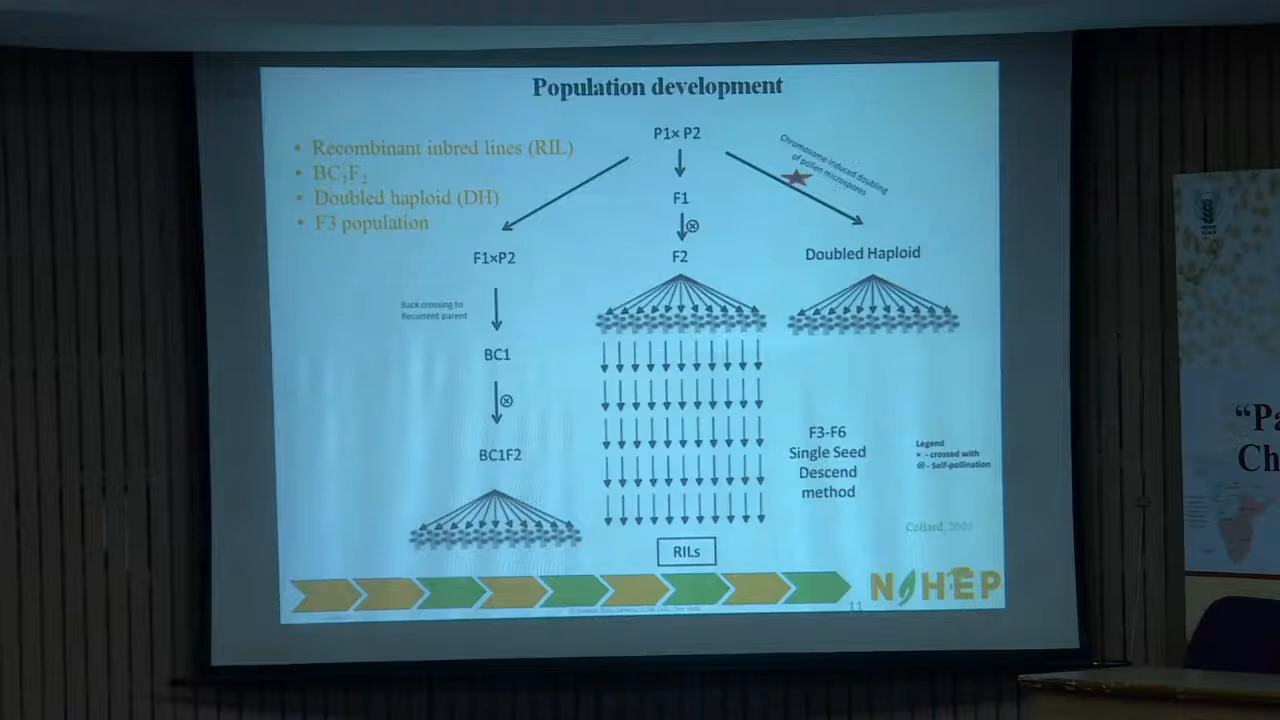 Population development
• Recombinant inbred lines (RIL)
• BC₁F₂
• Doubled haploid (DH)
• F3 population
P1× P2
Chromosome induced doubling
of pollen microspores
F1
F2
F1×P2
Doubled Haploid
Back crossing to
Recurrent parent
BC1
BC1F2
F3-F6
Single Seed
Descend
method
Legend
× - crossed with
⊗ - Self-pollination
Collard, 2005
RILs
NAHEP
11
“Pa
Ch